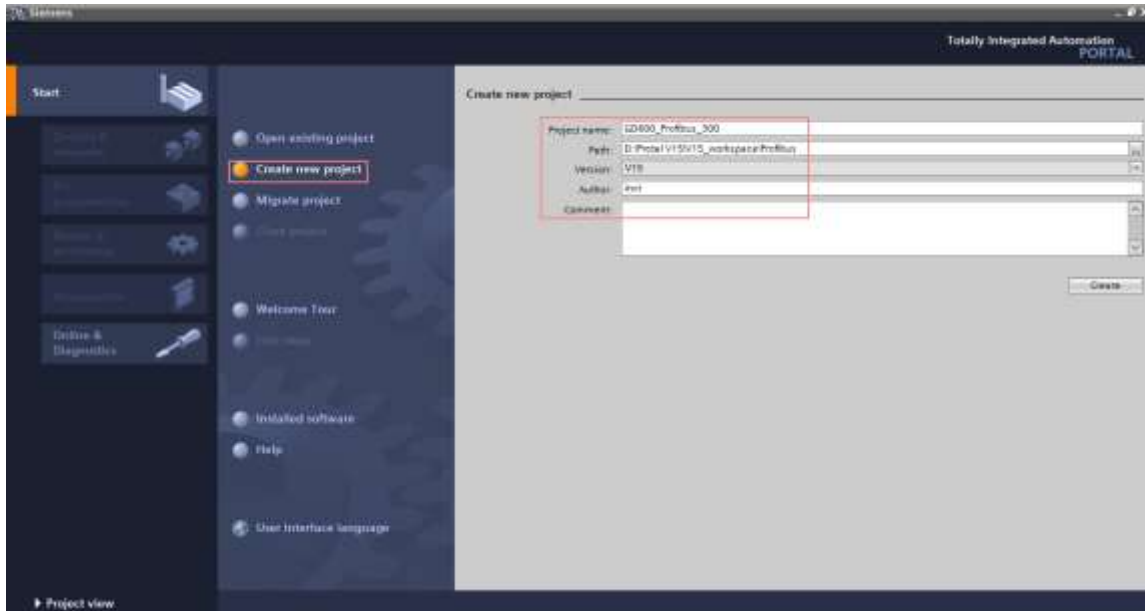 Siemens
Totally Integrated Automation
PORTAL
Start
Online &
Diagnostics
Open existing project
Create new project
Migrate project
Close project
Welcome Tour
Installed software
Help
User interface language
Project view
Create new project
Project name:
GD800_Profibus_300
Path:
Version:
V15
Author:
Comment:
Create